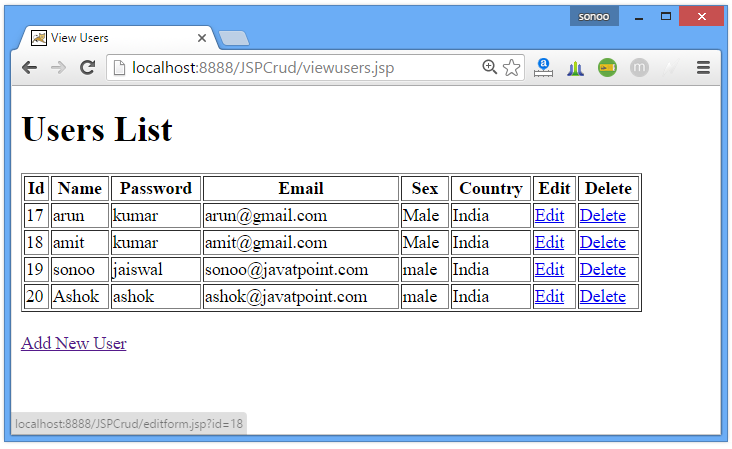 sonoo
View Users
localhost:8888/JSPCrud/viewusers.jsp
a
m
Users List
Id Name Password Email Sex Country Edit Delete
17 arun kumar arun@gmail.com Male India Edit Delete
18 amit kumar amit@gmail.com Male India Edit Delete
19 sonoo jaiswal sonoo@javatpoint.com male India Edit Delete
20 Ashok ashok ashok@javatpoint.com male India Edit Delete
Add New User
localhost:8888/JSPCrud/editform.jsp?id=18